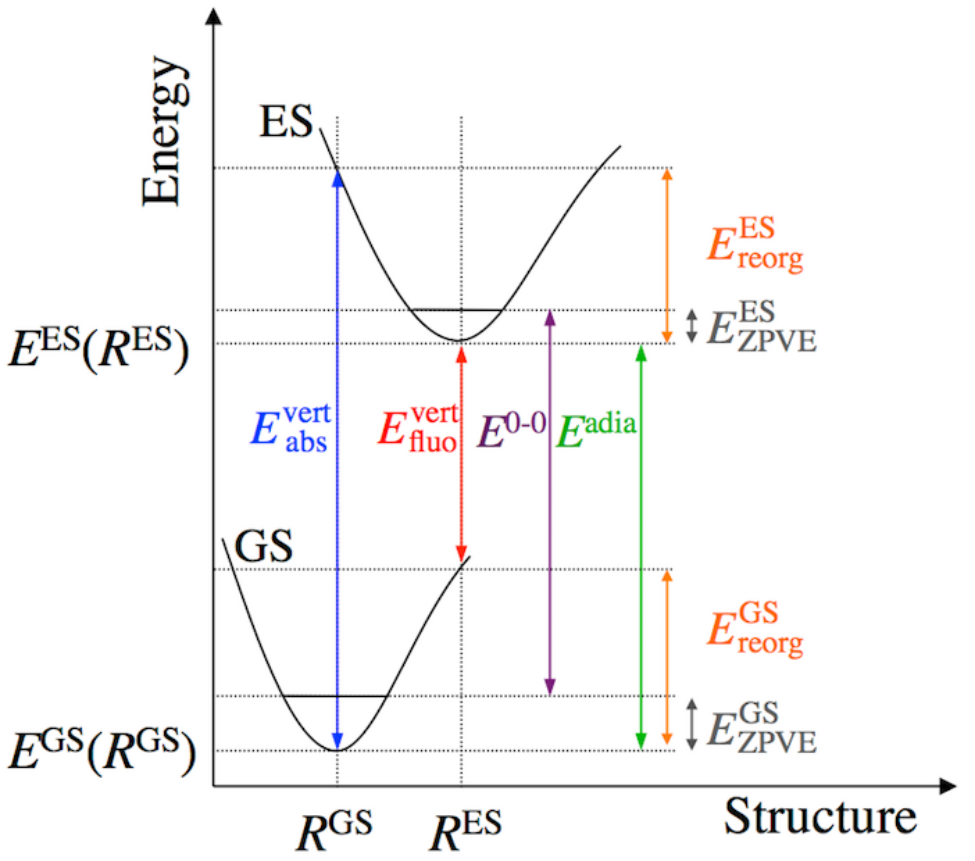 Energy
ES
E^ES_reorg
E^ES_ZPVE
E^ES(R^ES)
E^vert_abs
E^vert_fluo
E^0-0
E^adia
GS
E^GS_reorg
E^GS_ZPVE
E^GS(R^GS)
R^GS
R^ES
Structure